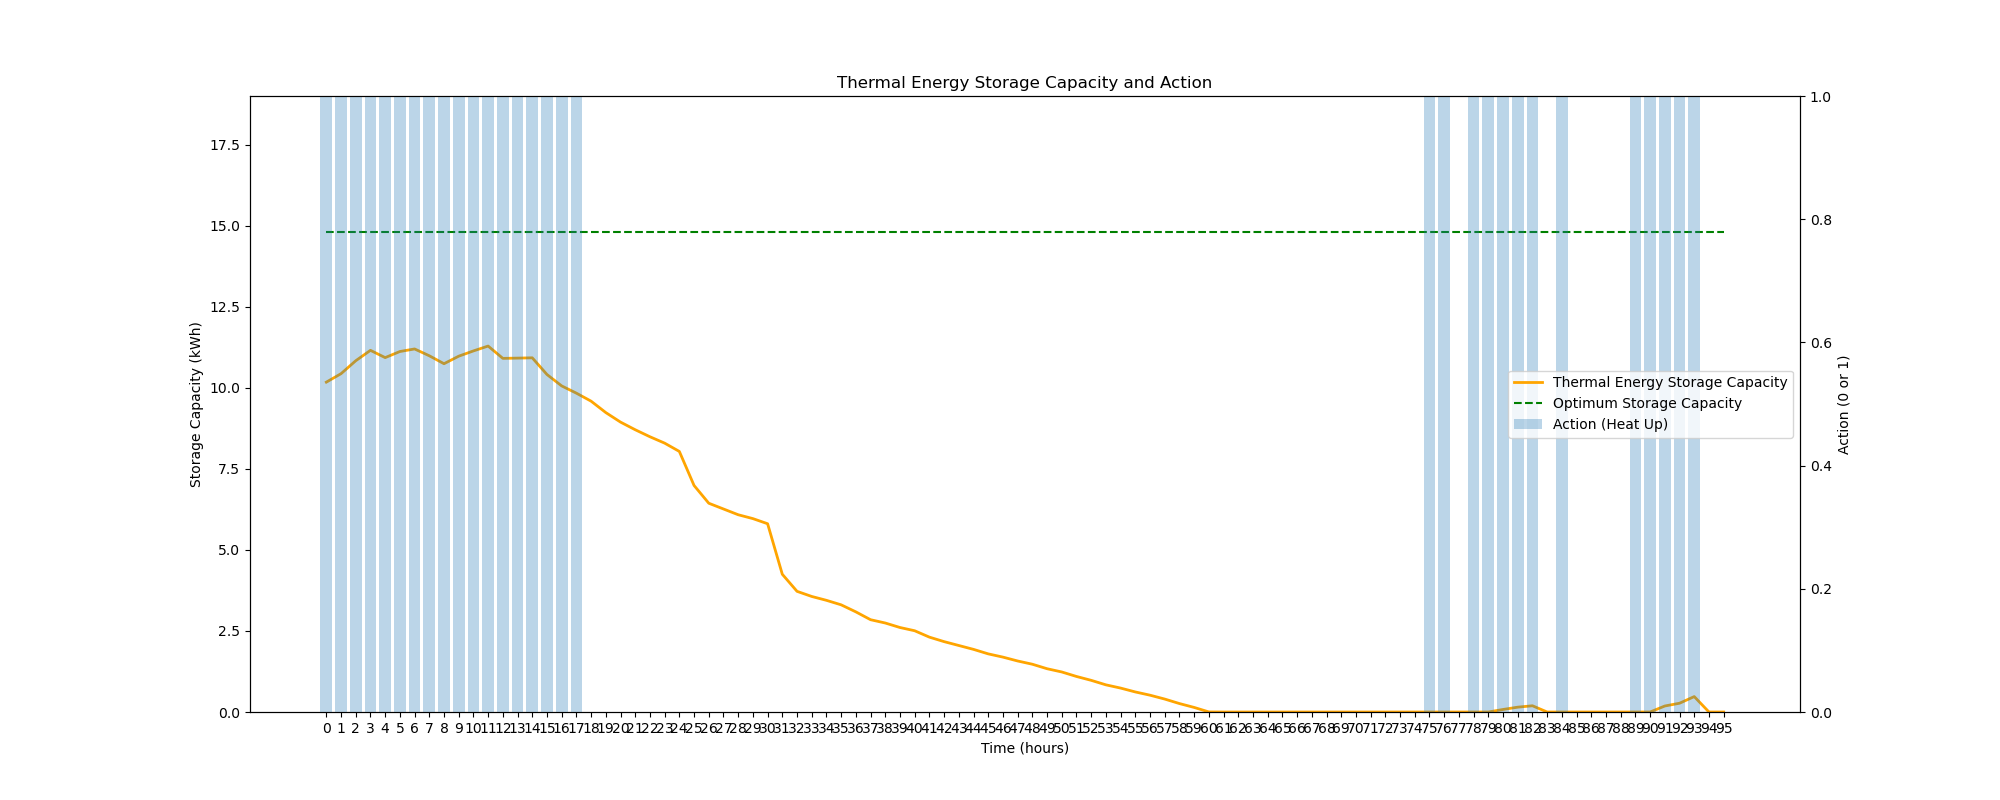 Thermal Energy Storage Capacity and Action
17.5
15.0
12.5
10.0
7.5
5.0
2.5
0.0
Storage Capacity (kWh)
1.0
0.8
0.6
0.4
0.2
0.0
Action (0 or 1)
Thermal Energy Storage Capacity
Optimum Storage Capacity
Action (Heat Up)
0 1 2 3 4 5 6 7 8 9 10 11 12 13 14 15 16 17 18 19 20 21 22 23 24 25 26 27 28 29 30 31 32 33 34 35 36 37 38 39 40 41 42 43 44 45 46 47 48 49 50 51 52 53 54 55 56 57 58 59 60 61 62 63 64 65 66 67 68 69 70 71 72 73 74 75 76 77 78 79 80 81 82 83 84 85 86 87 88 89 90 91 92 93 94 95
Time (hours)